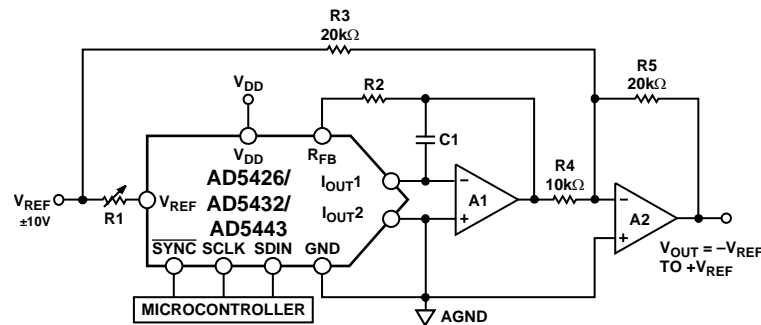 R3
20kΩ
VDD
R2
R5
20kΩ
VDD
RFB
C1
AD5426/
AD5432/
AD5443
IOUT1
IOUT2
VREF
±10V
R1
VREF
A1
R4
10kΩ
A2
SYNC SCLK SDIN GND
VOUT = –VREF
TO +VREF
MICROCONTROLLER
AGND